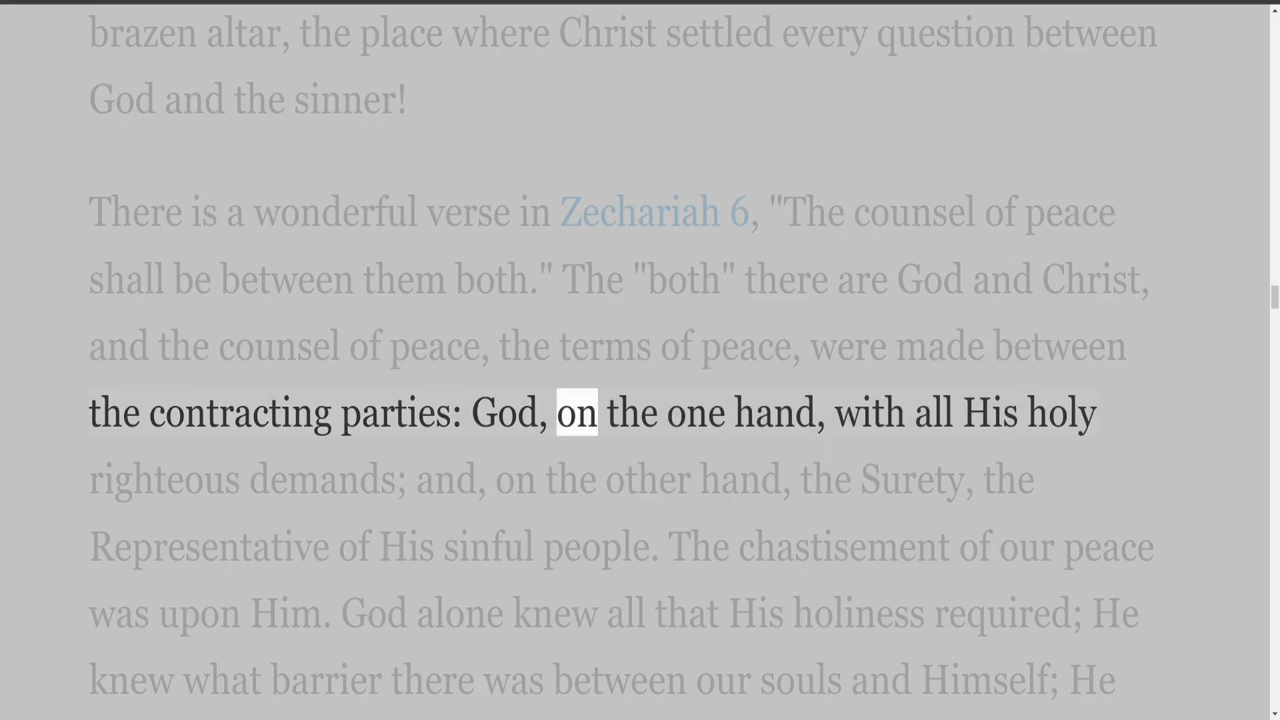 brazen altar, the place where Christ settled every question between
God and the sinner!
There is a wonderful verse in Zechariah 6, "The counsel of peace
shall be between them both." The "both" there are God and Christ,
and the counsel of peace, the terms of peace, were made between
the contracting parties: God, on the one hand, with all His holy
righteous demands; and, on the other hand, the Surety, the
Representative of His sinful people. The chastisement of our peace
was upon Him. God alone knew all that His holiness required; He
knew what barrier there was between our souls and Himself; He